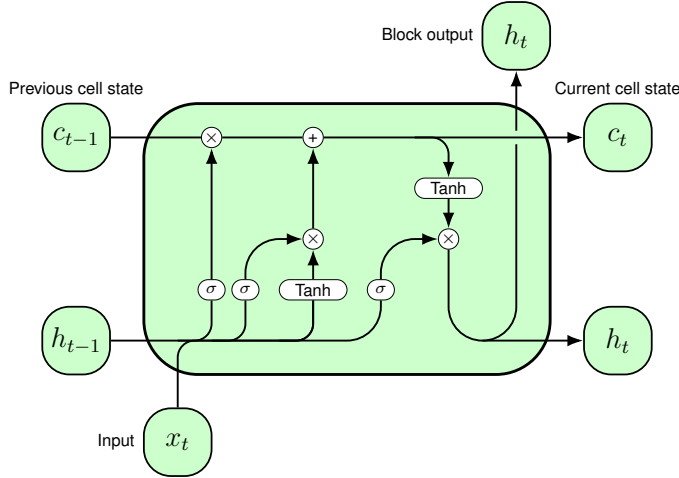 Block output
h_t
Previous cell state
Current cell state
c_{t−1}
×
+
c_t
Tanh
×
×
σ
σ
Tanh
σ
h_{t−1}
h_t
Input
x_t